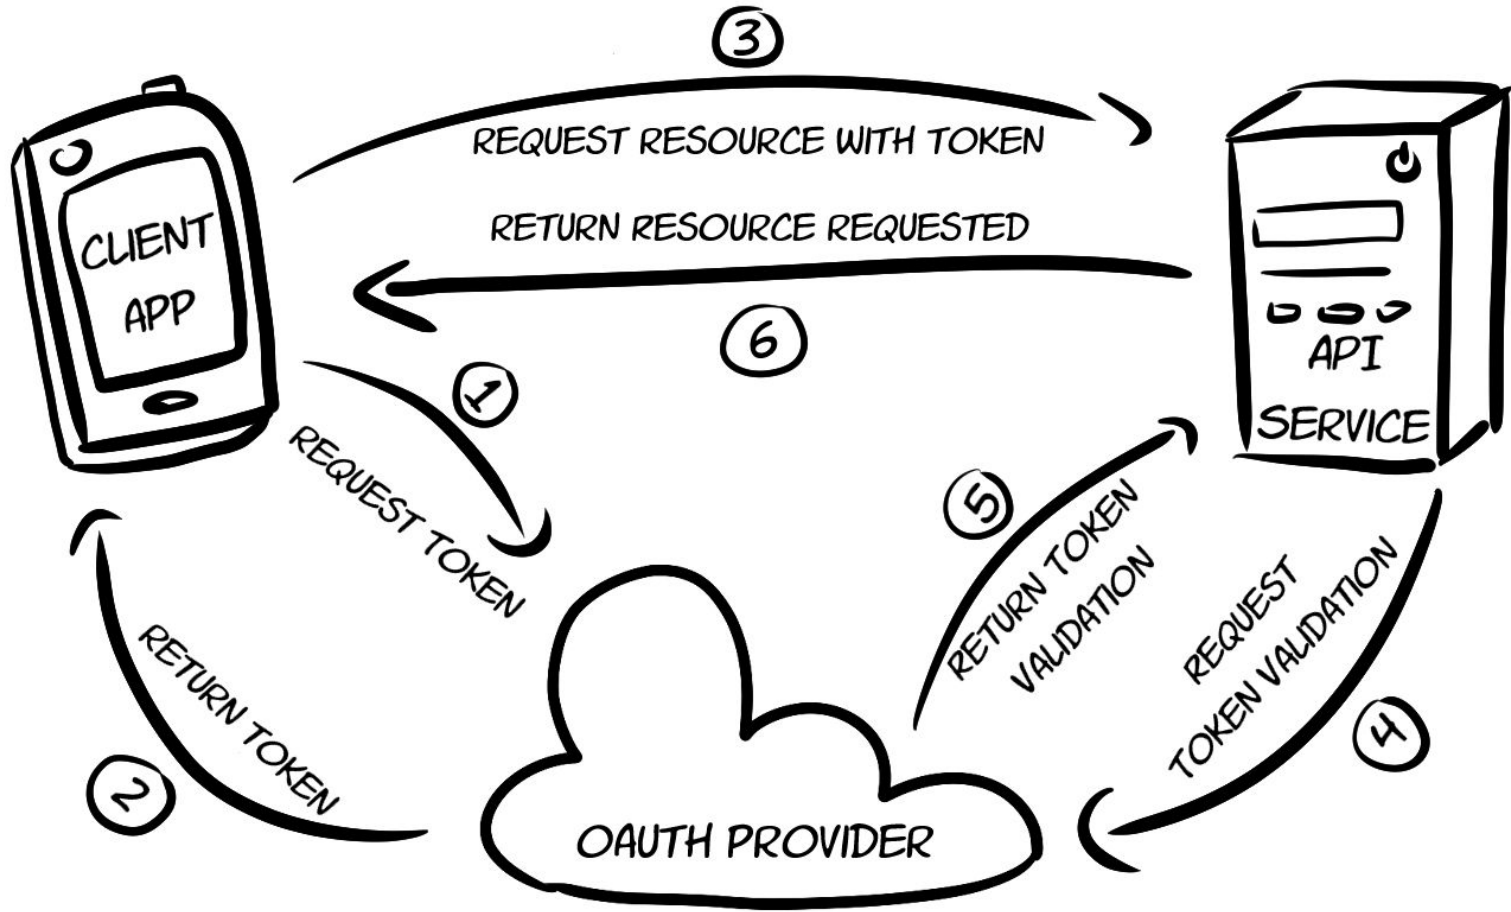 3
REQUEST RESOURCE WITH TOKEN
RETURN RESOURCE REQUESTED
6
CLIENT
APP
API
SERVICE
1
REQUEST TOKEN
2
RETURN TOKEN
5
RETURN TOKEN
VALIDATION
REQUEST
TOKEN VALIDATION
4
OAUTH PROVIDER